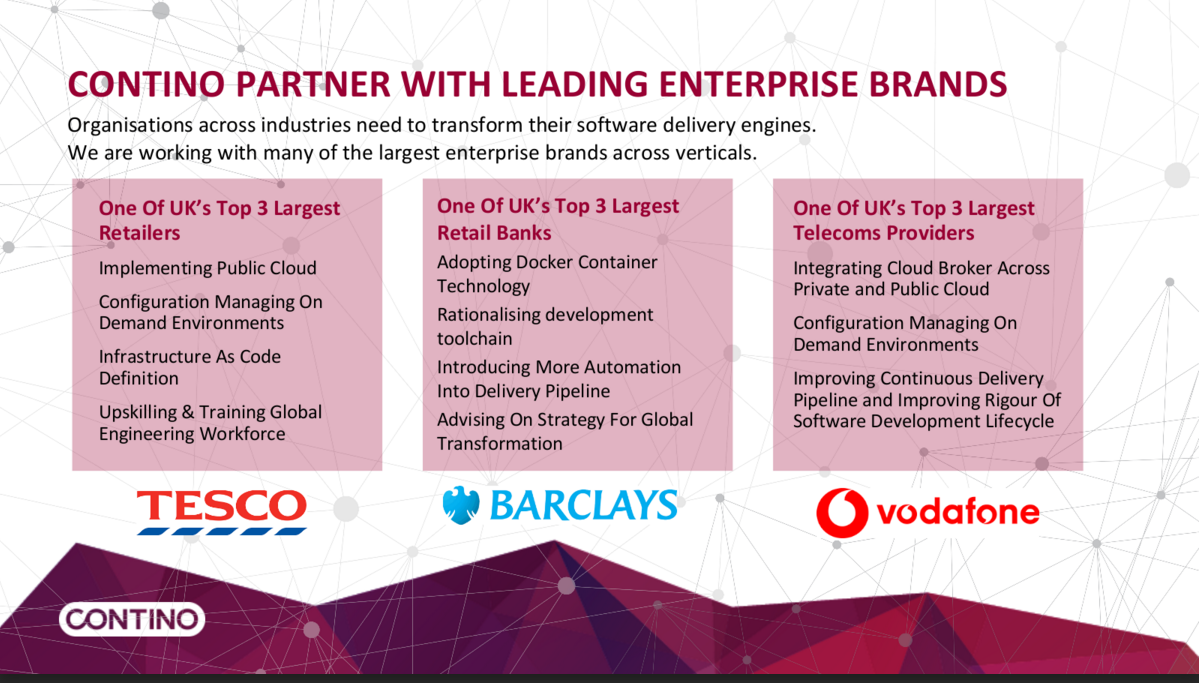 CONTINO PARTNER WITH LEADING ENTERPRISE BRANDS
Organisations across industries need to transform their software delivery engines.
We are working with many of the largest enterprise brands across verticals.
One Of UK’s Top 3 Largest
Retailers
Implementing Public Cloud
Configuration Managing On
Demand Environments
Infrastructure As Code
Definition
Upskilling & Training Global
Engineering Workforce
TESCO
One Of UK’s Top 3 Largest
Retail Banks
Adopting Docker Container
Technology
Rationalising development
toolchain
Introducing More Automation
Into Delivery Pipeline
Advising On Strategy For Global
Transformation
BARCLAYS
One Of UK’s Top 3 Largest
Telecoms Providers
Integrating Cloud Broker Across
Private and Public Cloud
Configuration Managing On
Demand Environments
Improving Continuous Delivery
Pipeline and Improving Rigour Of
Software Development Lifecycle
vodafone
CONTINO